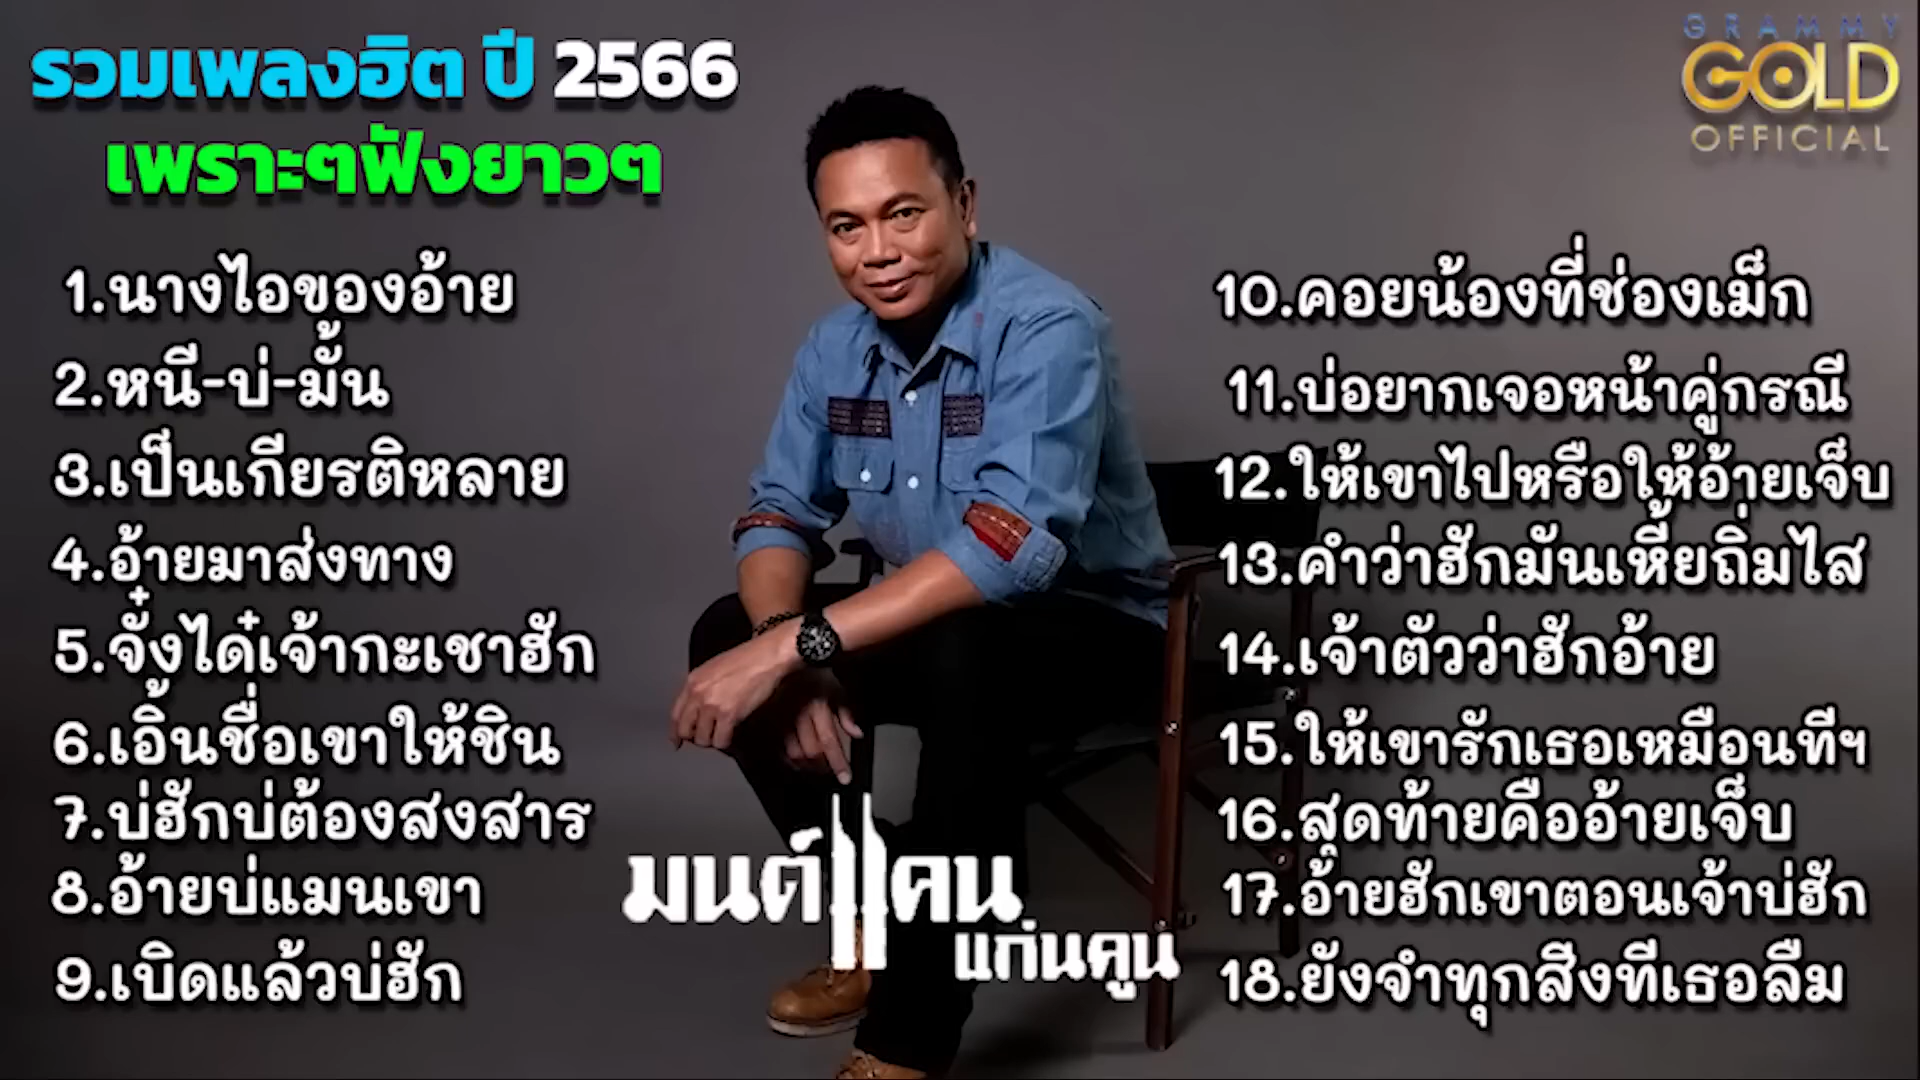 รวมเพลงฮิต ปี 2566
เพราะๆฟังยาวๆ
GRAMMY
GOLD
OFFICIAL
1.นางไอของอ้าย
2.หนี-บ่-มั้น
3.เป็นเกียรติหลาย
4.อ้ายมาส่งทาง
5.จั๋งได๋เจ้ากะเซาฮัก
6.เอิ้นชื่อเขาให้ชิน
7.บ่ฮักบ่ต้องสงสาร
8.อ้ายบ่แมนเขา
9.เบิดแล้วบ่ฮัก
10.คอยน้องที่ช่องเม็ก
11.บ่อยากเจอหน้าคู่กรณี
12.ให้เขาไปหรือให้อ้ายเจ็บ
13.คำว่าฮักมันเหี้ยถิ่มไส
14.เจ้าตัวว่าฮักอ้าย
15.ให้เขารักเธอเหมือนทีฯ
16.สุดท้ายคืออ้ายเจ็บ
17.อ้ายฮักเขาตอนเจ้าบ่ฮัก
18.ยังจำทุกสิงทีเธอลืม
มนต์แคน
แก่นคูน